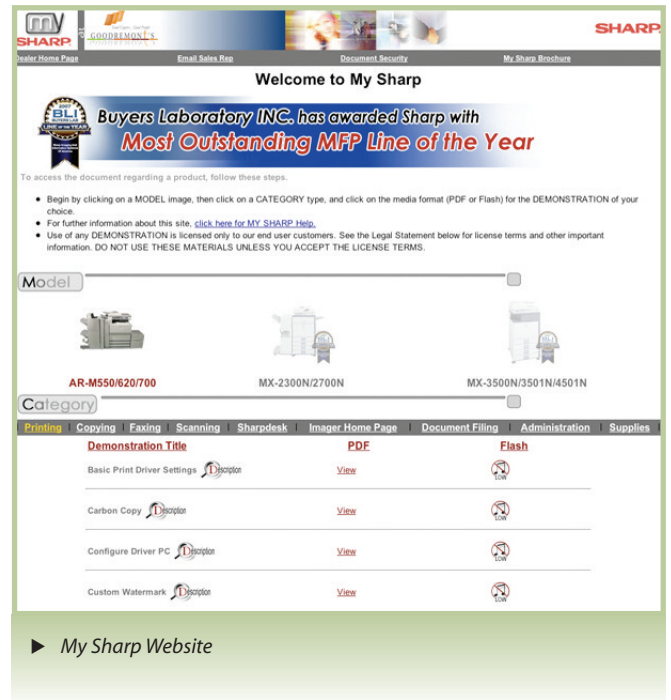 my
SHARP
GOODREMONT'S
SHARP
Dealer Home Page Email Sales Rep Document Security My Sharp Brochure
Welcome to My Sharp
2007
BLI
BUYERS LAB
LINE OF THE YEAR
Buyers Laboratory INC. has awarded Sharp with
Most Outstanding MFP Line of the Year
To access the document regarding a product, follow these steps.
• Begin by clicking on a MODEL image, then click on a CATEGORY type, and click on the media format (PDF or Flash) for the DEMONSTRATION of your
choice.
• For further information about this site, click here for MY SHARP Help.
• Use of any DEMONSTRATION is licensed only to our end user customers. See the Legal Statement below for license terms and other important
information. DO NOT USE THESE MATERIALS UNLESS YOU ACCEPT THE LICENSE TERMS.
Model
AR-M550/620/700 MX-2300N/2700N MX-3500N/3501N/4501N
Category
Printing | Copying | Faxing | Scanning | Sharpdesk | Imager Home Page | Document Filing | Administration | Supplies
Demonstration Title PDF Flash
Basic Print Driver Settings Description View LOW
Carbon Copy Description View LOW
Configure Driver PC Description View LOW
Custom Watermark Description View LOW
► My Sharp Website